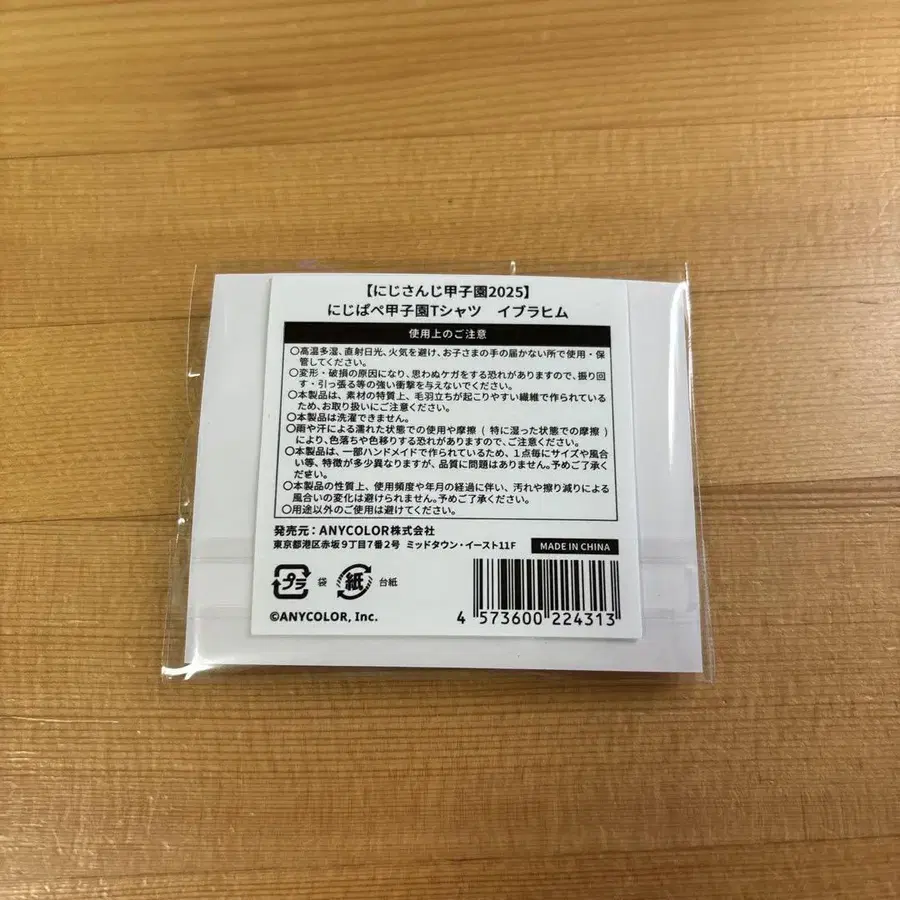 【にじさんじ甲子園2025】
にじぱぺ甲子園Tシャツ　イブラヒム
使用上のご注意
○高温多湿、直射日光、火気を避け、お子さまの手の届かない所で使用・保
管してください。
○変形・破損の原因になり、思わぬケガをする恐れがありますので、振り回
す・引っ張る等の強い衝撃を与えないでください。
○本製品は、素材の特質上、毛羽立ちが起こりやすい繊維で作られている
ため、お取り扱いにご注意ください。
○本製品は洗濯できません。
○雨や汗による濡れた状態での使用や摩擦(特に湿った状態での摩擦)
により、色落ちや色移りする恐れがありますので、ご注意ください。
○本製品は、一部ハンドメイドで作られているため、1点毎にサイズや風合
い等、特徴が多少異なりますが、品質に問題はありません。予めご了承く
ださい。
○本製品の性質上、使用頻度や年月の経過に伴い、汚れや擦り減りによる
風合いの変化は避けられません。予めご了承ください。
○用途以外のご使用は避けてください。
発売元：ANYCOLOR株式会社
東京都港区赤坂9丁目7番2号 ミッドタウン・イースト11F
MADE IN CHINA
プラ 袋 紙 台紙
©ANYCOLOR, Inc.
4 573600 224313